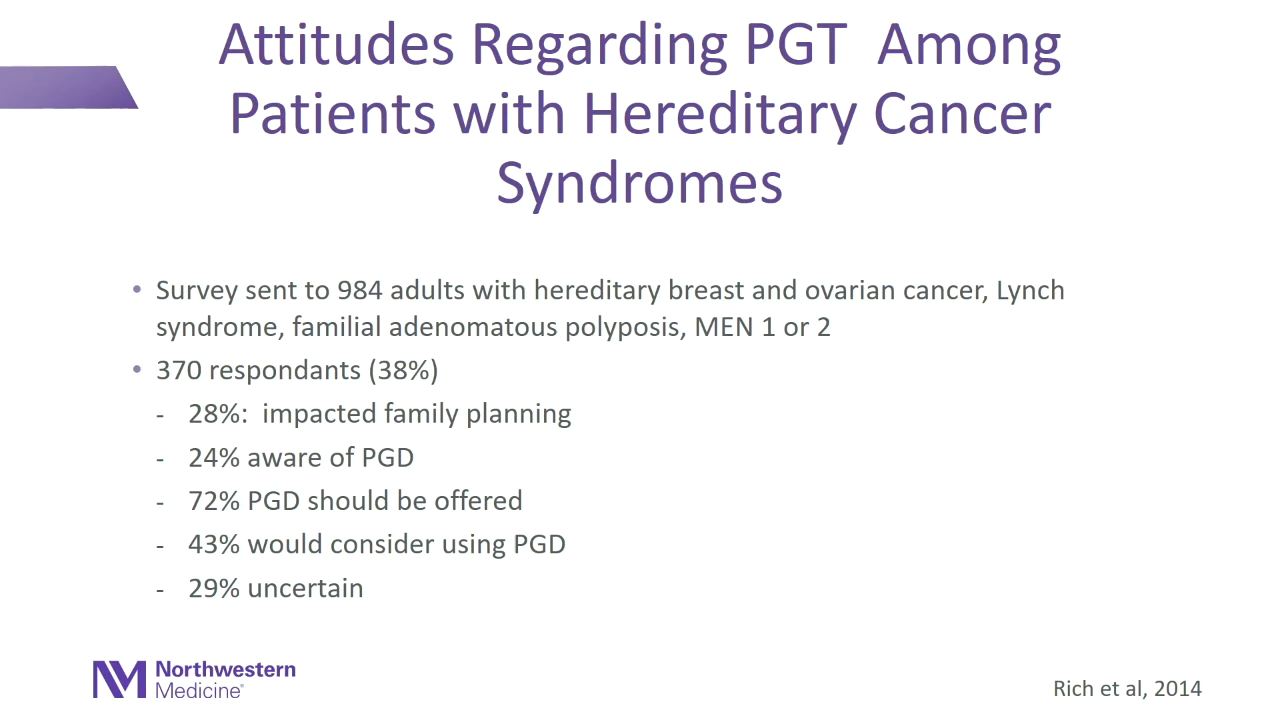 Attitudes Regarding PGT  Among
Patients with Hereditary Cancer
Syndromes
• Survey sent to 984 adults with hereditary breast and ovarian cancer, Lynch
syndrome, familial adenomatous polyposis, MEN 1 or 2
• 370 respondants (38%)
- 28%:  impacted family planning
- 24% aware of PGD
- 72% PGD should be offered
- 43% would consider using PGD
- 29% uncertain
NM Northwestern
Medicine®
Rich et al, 2014